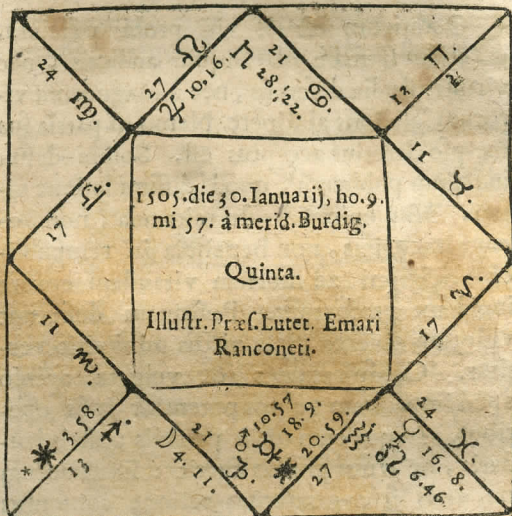 24 ♍.
27 ♌
♃ 10.16.
♄ 28.22.
21 ♋.
12 ♊.
11 ♉.
17 ♎.
1505.die 30.Ianuarij, ho.9.
mi 57. à merid.Burdig.
Quinta.
Illustr. Præſ. Lutet. Emari
Ranconeti.
17
11 ♏.
3.58.
13 ♐.
☽ 4. 11.
21 ♑.
♂ 10.57
☿ 18. 9.
20.59.
27 ♒
24 ♓.
♀ 16. 8.
6.46